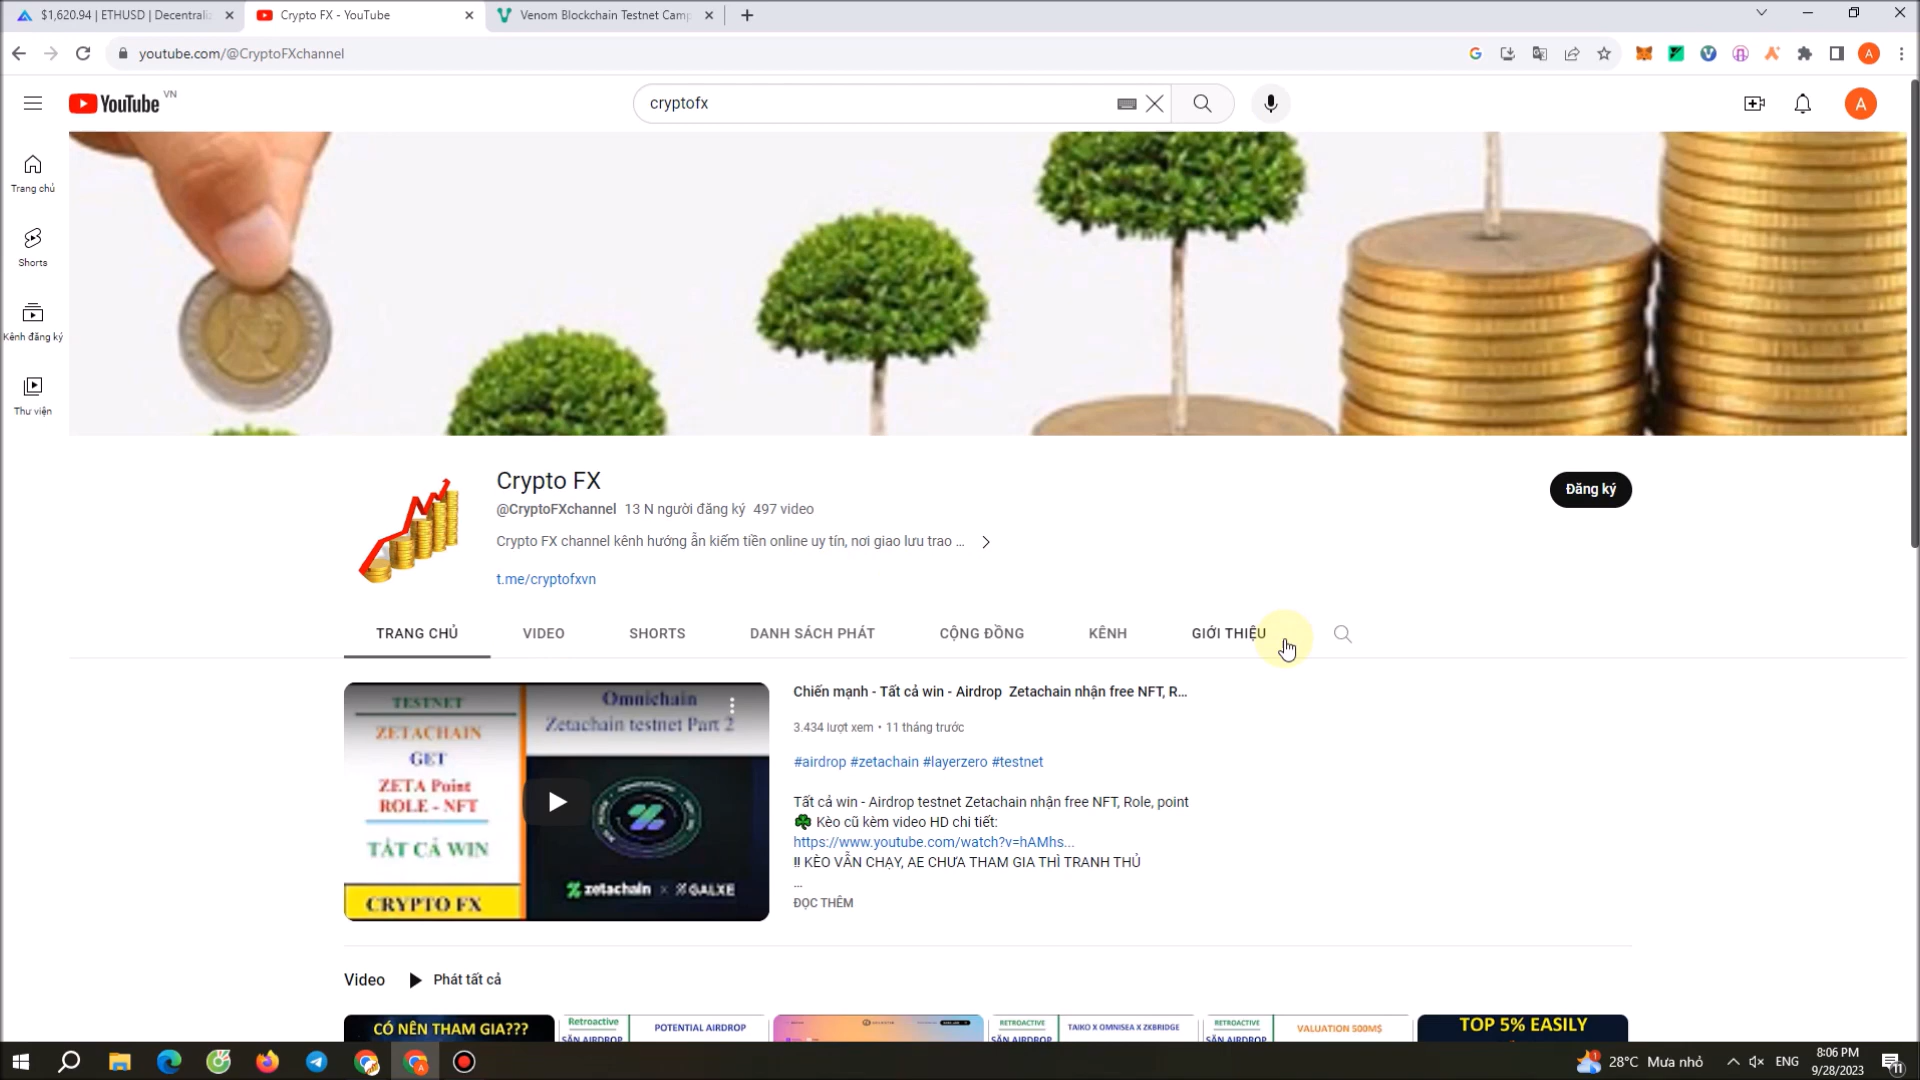 $1,620.94 | ETHUSD | Decentrali
Crypto FX - YouTube
Venom Blockchain Testnet Camp
youtube.com/@CryptoFXchannel
YouTube VN
cryptofx
A
Trang chủ
Shorts
Kênh đăng ký
Thư viện
Crypto FX
@CryptoFXchannel 13 N người đăng ký 497 video
Crypto FX channel kênh hướng ẫn kiếm tiền online uy tín, nơi giao lưu trao ...
t.me/cryptofxvn
Đăng ký
TRANG CHỦ VIDEO SHORTS DANH SÁCH PHÁT CỘNG ĐỒNG KÊNH GIỚI THIỆU
TESTNET
ZETACHAIN
GET
ZETA Point
ROLE - NFT
TẤT CẢ WIN
CRYPTO FX
Omnichain
Zetachain testnet Part 2
zetachain x GALXE
Chiến mạnh - Tất cả win - Airdrop Zetachain nhận free NFT, R...
3.434 lượt xem • 11 tháng trước
#airdrop #zetachain #layerzero #testnet
Tất cả win - Airdrop testnet Zetachain nhận free NFT, Role, point
☘ Kèo cũ kèm video HD chi tiết:
https://www.youtube.com/watch?v=hAMhs...
‼ KÈO VẪN CHẠY, AE CHƯA THAM GIA THÌ TRANH THỦ
...
ĐỌC THÊM
Video Phát tất cả
CÓ NÊN THAM GIA???
Retroactive
SĂN AIRDROP
POTENTIAL AIRDROP
RETROACTIVE
SĂN AIRDROP
TAIKO X OMNISEA X ZKBRIDGE
RETROACTIVE
SĂN AIRDROP
VALUATION 500M$
TOP 5% EASILY
28°C Mưa nhỏ
ENG
8:06 PM
9/28/2023
11